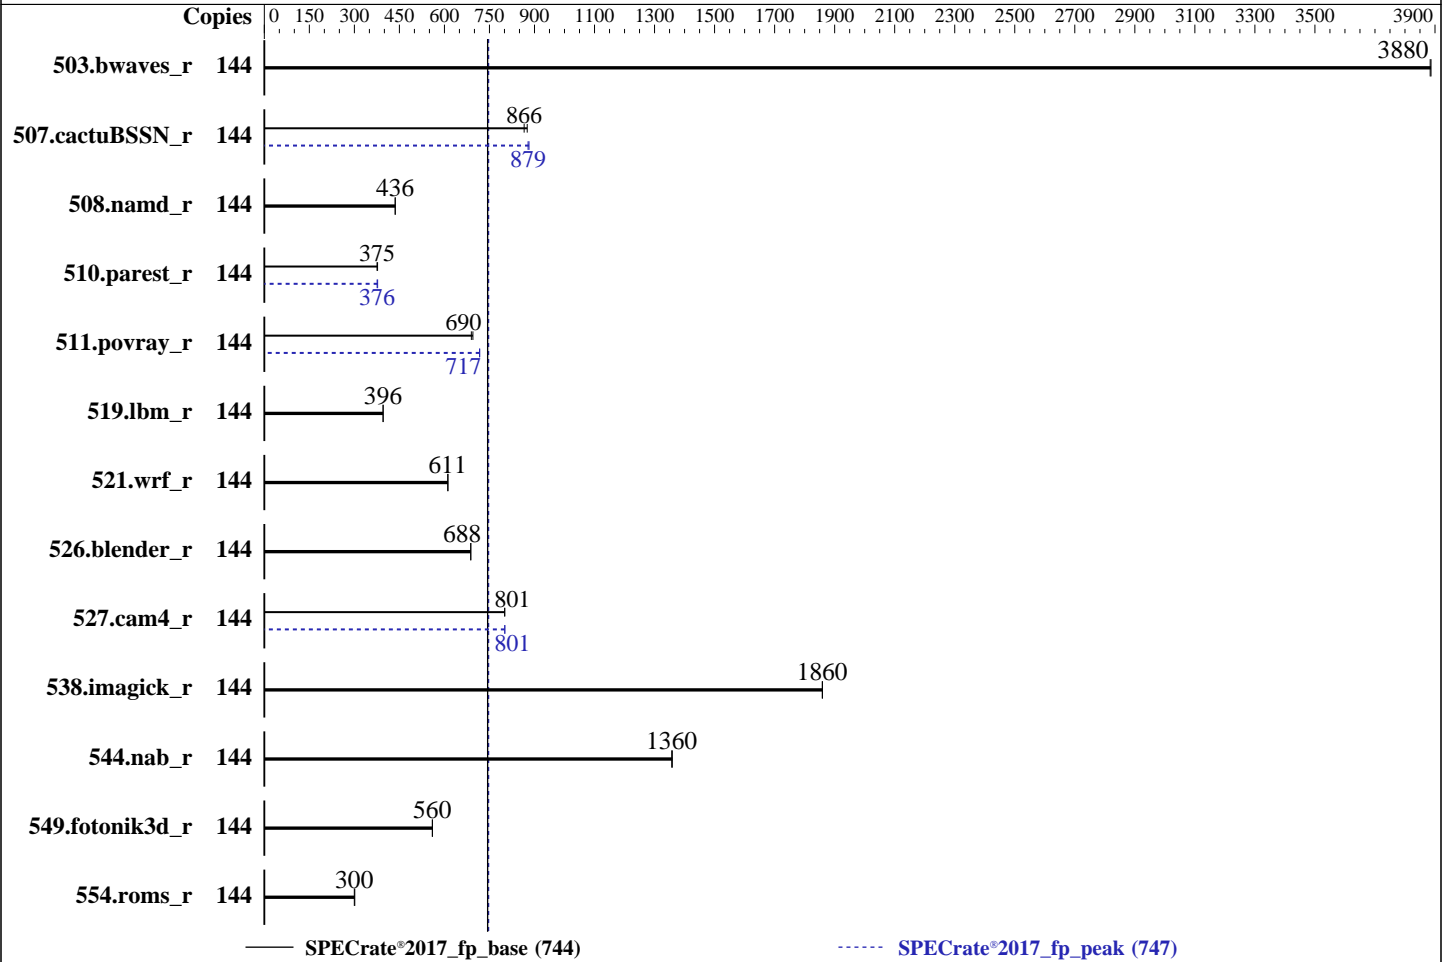 Copies 0 150 300 450 600 750 900 1100 1300 1500 1700 1900 2100 2300 2500 2700 2900 3100 3300 3500 3900
503.bwaves_r 144 3880
507.cactuBSSN_r 144 866
879
508.namd_r 144 436
510.parest_r 144 375
376
511.povray_r 144 690
717
519.lbm_r 144 396
521.wrf_r 144 611
526.blender_r 144 688
527.cam4_r 144 801
801
538.imagick_r 144 1860
544.nab_r 144 1360
549.fotonik3d_r 144 560
554.roms_r 144 300
SPECrate®2017_fp_base (744) SPECrate®2017_fp_peak (747)